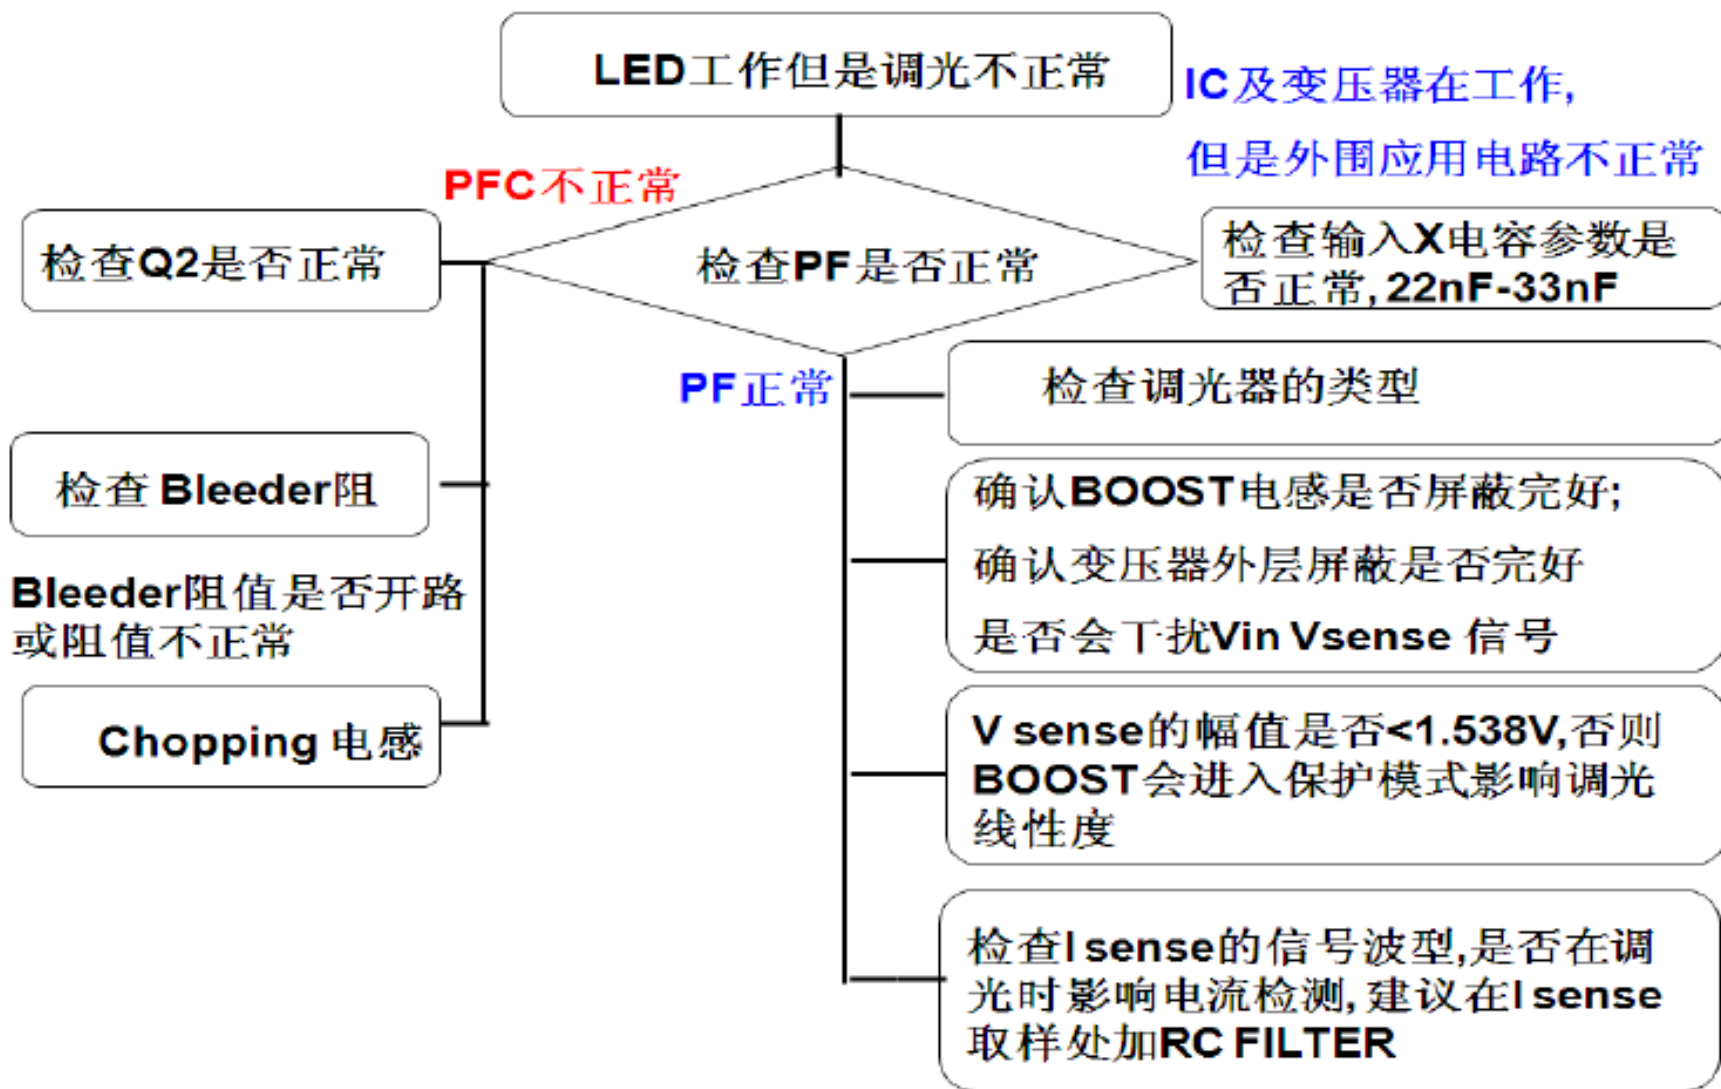 LED工作但是调光不正常
IC及变压器在工作,
但是外围应用电路不正常
PFC不正常
检查Q2是否正常
检查PF是否正常
检查输入X电容参数是
否正常,22nF-33nF
PF正常
检查调光器的类型
检查 Bleeder阻
确认BOOST电感是否屏蔽完好;
确认变压器外层屏蔽是否完好
是否会干扰Vin Vsense 信号
Bleeder阻值是否开路
或阻值不正常
Chopping 电感
V sense的幅值是否<1.538V,否则
BOOST会进入保护模式影响调光
线性度
检查I sense的信号波型,是否在调
光时影响电流检测,建议在I sense
取样处加RC FILTER